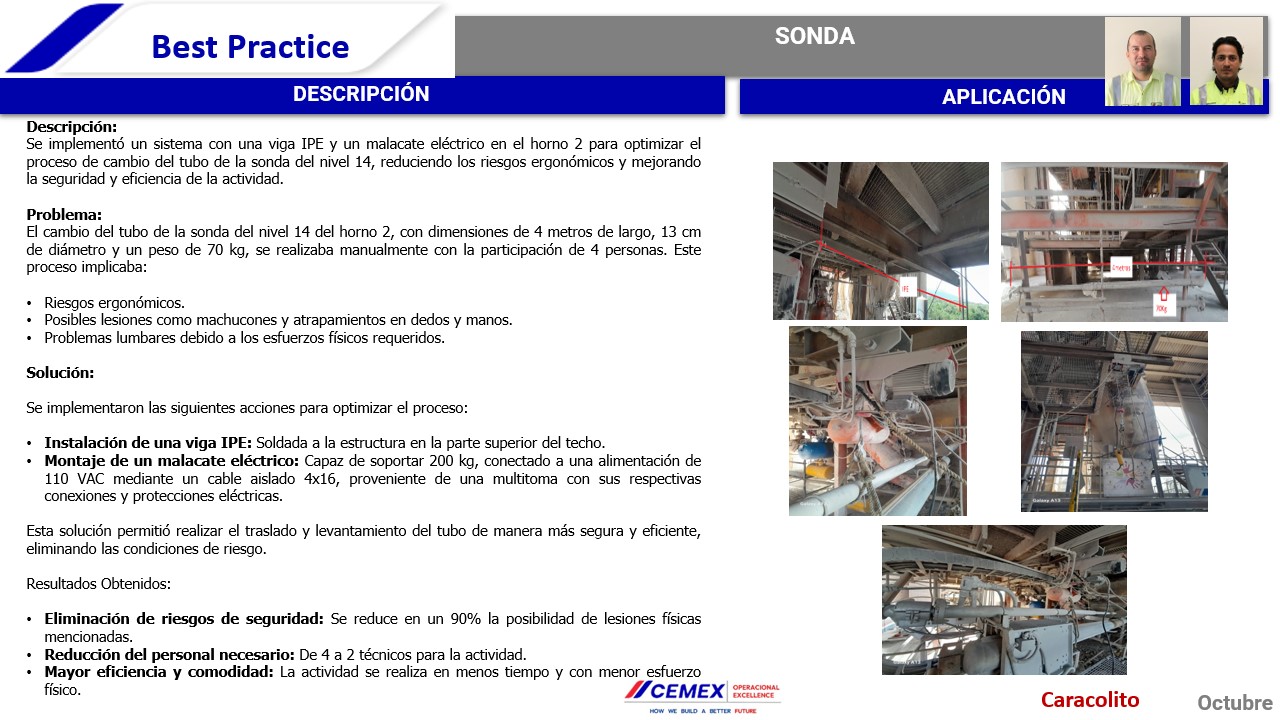 Best Practice
SONDA
DESCRIPCIÓN
APLICACIÓN
Descripción:
Se implementó un sistema con una viga IPE y un malacate eléctrico en el horno 2 para optimizar el
proceso de cambio del tubo de la sonda del nivel 14, reduciendo los riesgos ergonómicos y mejorando
la seguridad y eficiencia de la actividad.
Problema:
El cambio del tubo de la sonda del nivel 14 del horno 2, con dimensiones de 4 metros de largo, 13 cm
de diámetro y un peso de 70 kg, se realizaba manualmente con la participación de 4 personas. Este
proceso implicaba:
• Riesgos ergonómicos.
• Posibles lesiones como machucones y atrapamientos en dedos y manos.
• Problemas lumbares debido a los esfuerzos físicos requeridos.
Solución:
Se implementaron las siguientes acciones para optimizar el proceso:
• Instalación de una viga IPE: Soldada a la estructura en la parte superior del techo.
• Montaje de un malacate eléctrico: Capaz de soportar 200 kg, conectado a una alimentación de
110 VAC mediante un cable aislado 4x16, proveniente de una multitoma con sus respectivas
conexiones y protecciones eléctricas.
Esta solución permitió realizar el traslado y levantamiento del tubo de manera más segura y eficiente,
eliminando las condiciones de riesgo.
Resultados Obtenidos:
• Eliminación de riesgos de seguridad: Se reduce en un 90% la posibilidad de lesiones físicas
mencionadas.
• Reducción del personal necesario: De 4 a 2 técnicos para la actividad.
• Mayor eficiencia y comodidad: La actividad se realiza en menos tiempo y con menor esfuerzo
físico.
IPE
4metros
70Kg
Galaxy A13
Galaxy A13
Galaxy A13
CEMEX
OPERACIONAL
EXCELLENCE
HOW WE BUILD A BETTER FUTURE
Caracolito
Octubre